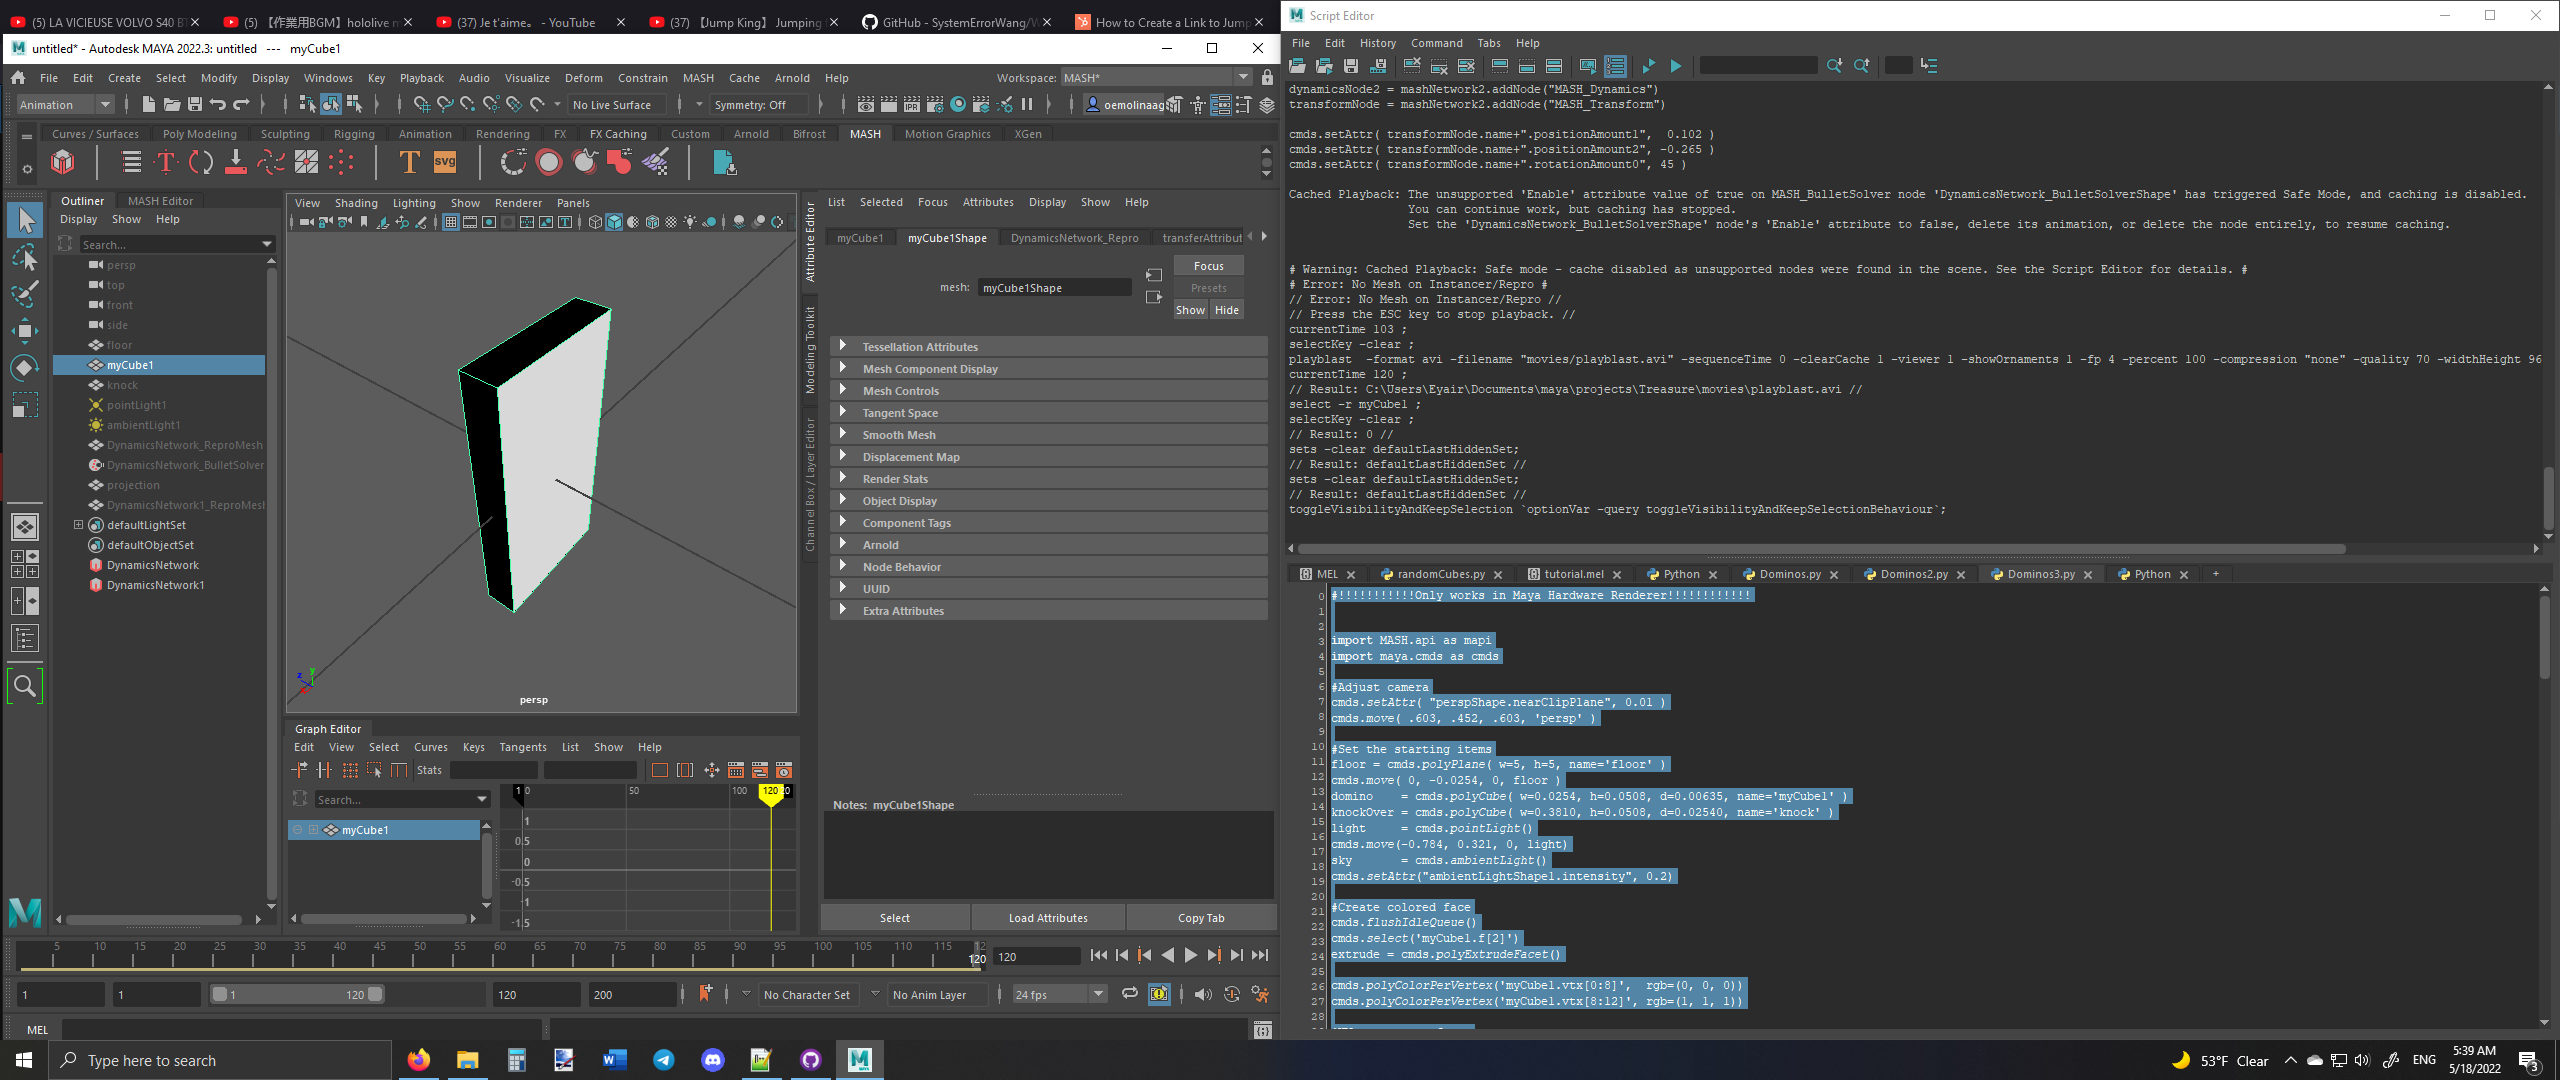 (5) LA VICIEUSE VOLVO S40 BT
(5) 【作業用BGM】hololive m
(37) Je t'aime。 - YouTube
(37) 【Jump King】 Jumping
GitHub - SystemErrorWang/W
How to Create a Link to Jump
untitled* - Autodesk MAYA 2022.3: untitled --- myCube1
File Edit Create Select Modify Display Windows Key Playback Audio Visualize Deform Constrain MASH Cache Arnold Help
Workspace: MASH*
Animation
No Live Surface
Symmetry: Off
oemolinaag
Curves / Surfaces Poly Modeling Sculpting Rigging Animation Rendering FX FX Caching Custom Arnold Bifrost MASH Motion Graphics XGen
T
T
SVG
Outliner MASH Editor
Display Show Help
Search...
persp
top
front
side
floor
myCube1
knock
pointLight1
ambientLight1
DynamicsNetwork_ReproMesh
DynamicsNetwork_BulletSolver
projection
DynamicsNetwork1_ReproMesh
defaultLightSet
defaultObjectSet
DynamicsNetwork
DynamicsNetwork1
View Shading Lighting Show Renderer Panels
z y
persp
Graph Editor
Edit View Select Curves Keys Tangents List Show Help
Stats
Search...
myCube1
1 0 50 100 120
1
0.5
0
-0.5
-1
-1.5
Attribute Editor
Modeling Toolkit
Channel Box / Layer Editor
List Selected Focus Attributes Display Show Help
myCube1 myCube1Shape DynamicsNetwork_Repro transferAttribut
mesh: myCube1Shape
Focus
Presets
Show Hide
Tessellation Attributes
Mesh Component Display
Mesh Controls
Tangent Space
Smooth Mesh
Displacement Map
Render Stats
Object Display
Component Tags
Arnold
Node Behavior
UUID
Extra Attributes
Notes: myCube1Shape
Select Load Attributes Copy Tab
5 10 15 20 25 30 35 40 45 50 55 60 65 70 75 80 85 90 95 100 105 110 115 12
120
120
1 1 1 120 120 200
No Character Set
No Anim Layer
24 fps
MEL
Script Editor
File Edit History Command Tabs Help
dynamicsNode2 = mashNetwork2.addNode("MASH_Dynamics")
transformNode = mashNetwork2.addNode("MASH_Transform")
cmds.setAttr( transformNode.name+".positionAmount1", 0.102 )
cmds.setAttr( transformNode.name+".positionAmount2", -0.265 )
cmds.setAttr( transformNode.name+".rotationAmount0", 45 )
Cached Playback: The unsupported 'Enable' attribute value of true on MASH_BulletSolver node 'DynamicsNetwork_BulletSolverShape' has triggered Safe Mode, and caching is disabled.
You can continue work, but caching has stopped.
Set the 'DynamicsNetwork_BulletSolverShape' node's 'Enable' attribute to false, delete its animation, or delete the node entirely, to resume caching.
# Warning: Cached Playback: Safe mode - cache disabled as unsupported nodes were found in the scene. See the Script Editor for details. #
# Error: No Mesh on Instancer/Repro #
// Error: No Mesh on Instancer/Repro //
// Press the ESC key to stop playback. //
currentTime 103 ;
selectKey -clear ;
playblast -format avi -filename "movies/playblast.avi" -sequenceTime 0 -clearCache 1 -viewer 1 -showOrnaments 1 -fp 4 -percent 100 -compression "none" -quality 70 -widthHeight 96
currentTime 120 ;
// Result: C:\Users\Eyair\Documents\maya\projects\Treasure\movies\playblast.avi //
select -r myCube1 ;
selectKey -clear ;
// Result: 0 //
sets -clear defaultLastHiddenSet;
// Result: defaultLastHiddenSet //
sets -clear defaultLastHiddenSet;
// Result: defaultLastHiddenSet //
toggleVisibilityAndKeepSelection `optionVar -query toggleVisibilityAndKeepSelectionBehaviour`;
MEL randomCubes.py tutorial.mel Python Dominos.py Dominos2.py Dominos3.py Python +
0 #!!!!!!!!!!!Only works in Maya Hardware Renderer!!!!!!!!!!!!
1
2
3 import MASH.api as mapi
4 import maya.cmds as cmds
5
6 #Adjust camera
7 cmds.setAttr( "perspShape.nearClipPlane", 0.01 )
8 cmds.move( .603, .452, .603, 'persp' )
9
10 #Set the starting items
11 floor = cmds.polyPlane( w=5, h=5, name='floor' )
12 cmds.move( 0, -0.0254, 0, floor )
13 domino = cmds.polyCube( w=0.0254, h=0.0508, d=0.00635, name='myCube1' )
14 knockOver = cmds.polyCube( w=0.3810, h=0.0508, d=0.02540, name='knock' )
15 light = cmds.pointLight()
16 cmds.move(-0.784, 0.321, 0, light)
17 sky = cmds.ambientLight()
18 cmds.setAttr("ambientLightShape1.intensity", 0.2)
19
20
21 #Create colored face
22 cmds.flushIdleQueue()
23 cmds.select('myCube1.f[2]')
24 extrude = cmds.polyExtrudeFacet()
25
26 cmds.polyColorPerVertex('myCube1.vtx[0:8]', rgb=(0, 0, 0))
27 cmds.polyColorPerVertex('myCube1.vtx[8:12]', rgb=(1, 1, 1))
28
Type here to search
53°F Clear
ENG
5:39 AM
5/18/2022
3